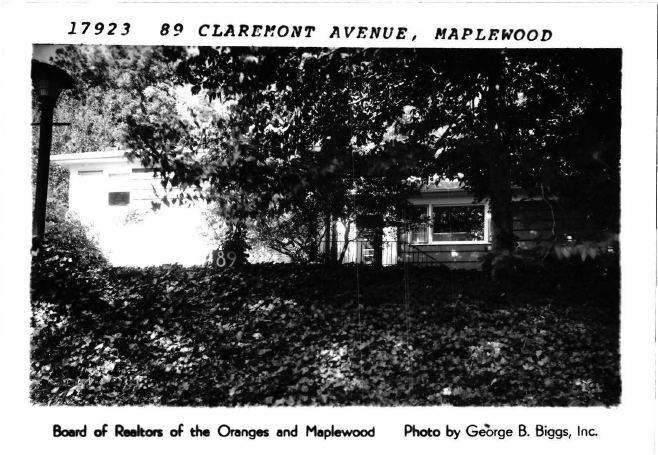 17923 89 CLAREMONT AVENUE, MAPLEWOOD
89
Board of Realtors of the Oranges and Maplewood Photo by George B. Biggs, Inc.